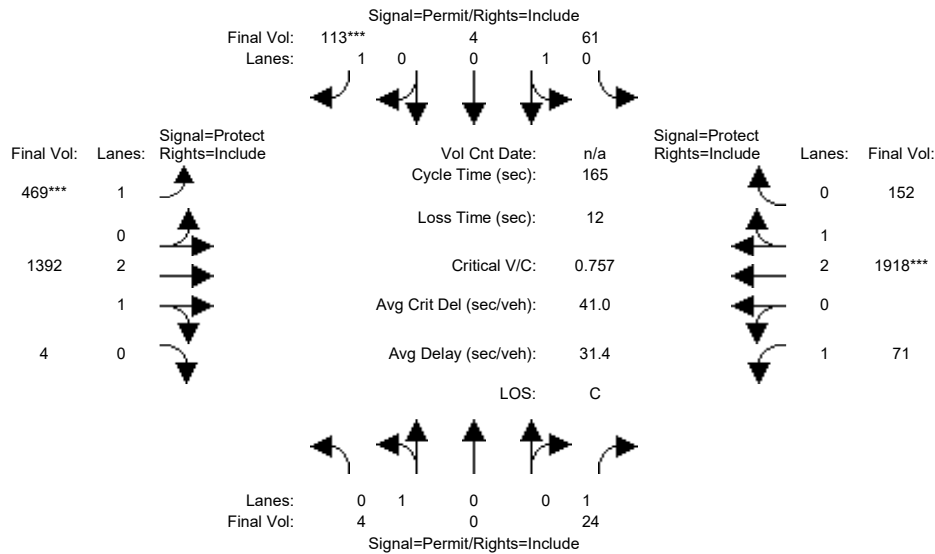 Signal=Permit/Rights=Include
Final Vol: 113*** 4 61
Lanes: 1 0 0 1 0
Signal=Protect
Final Vol: Lanes: Rights=Include
Vol Cnt Date: n/a
Signal=Protect
Rights=Include Lanes: Final Vol:
Cycle Time (sec): 165
469*** 1
0 152
Loss Time (sec): 12
0
1
1392 2
Critical V/C: 0.757
2 1918***
1
Avg Crit Del (sec/veh): 41.0
0
4 0
Avg Delay (sec/veh): 31.4
1 71
LOS: C
Lanes: 0 1 0 0 1
Final Vol: 4 0 24
Signal=Permit/Rights=Include